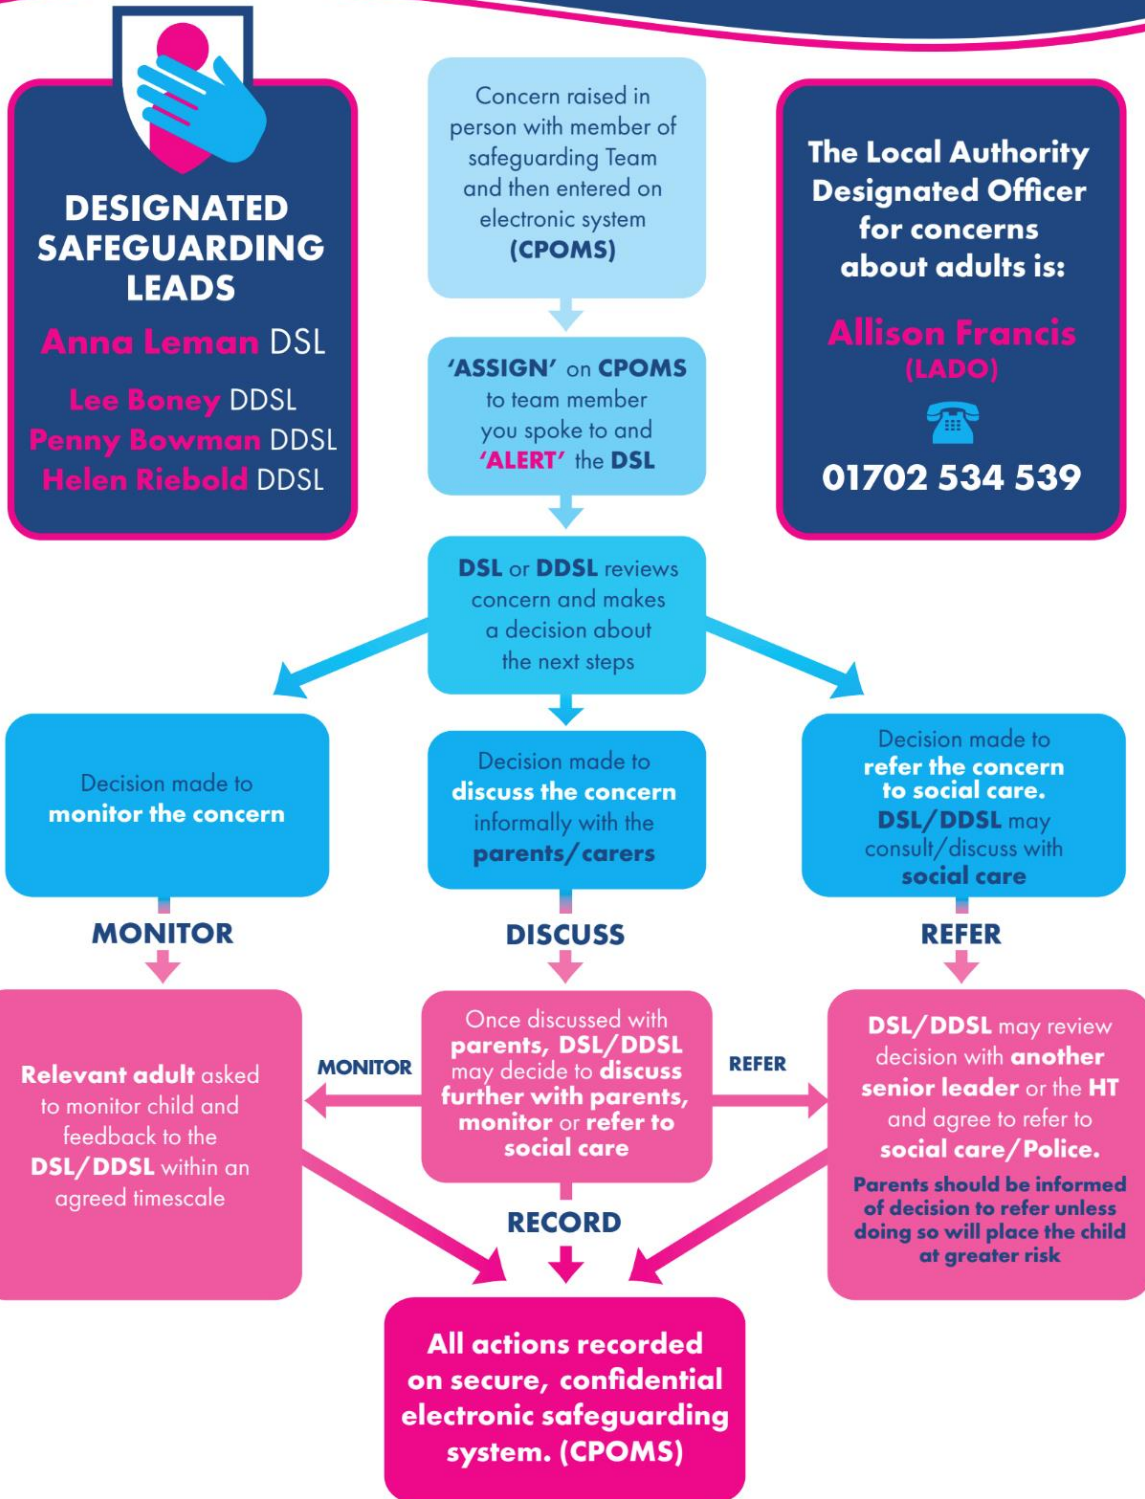 DESIGNATED
SAFEGUARDING
LEADS
Anna Leman DSL
Lee Boney DDSL
Penny Bowman DDSL
Helen Riebold DDSL
Concern raised in
person with member of
safeguarding Team
and then entered on
electronic system
(CPOMS)
The Local Authority
Designated Officer
for concerns
about adults is:
Allison Francis
(LADO)
01702 534 539
‘ASSIGN’ on CPOMS
to team member
you spoke to and
‘ALERT’ the DSL
DSL or DDSL reviews
concern and makes
a decision about
the next steps
Decision made to
monitor the concern
Decision made to
discuss the concern
informally with the
parents/carers
Decision made to
refer the concern
to social care.
DSL/DDSL may
consult/discuss with
social care
MONITOR
DISCUSS
REFER
Relevant adult asked
to monitor child and
feedback to the
DSL/DDSL within an
agreed timescale
MONITOR
Once discussed with
parents, DSL/DDSL
may decide to discuss
further with parents,
monitor or refer to
social care
REFER
DSL/DDSL may review
decision with another
senior leader or the HT
and agree to refer to
social care/Police.
Parents should be informed
of decision to refer unless
doing so will place the child
at greater risk
RECORD
All actions recorded
on secure, confidential
electronic safeguarding
system. (CPOMS)